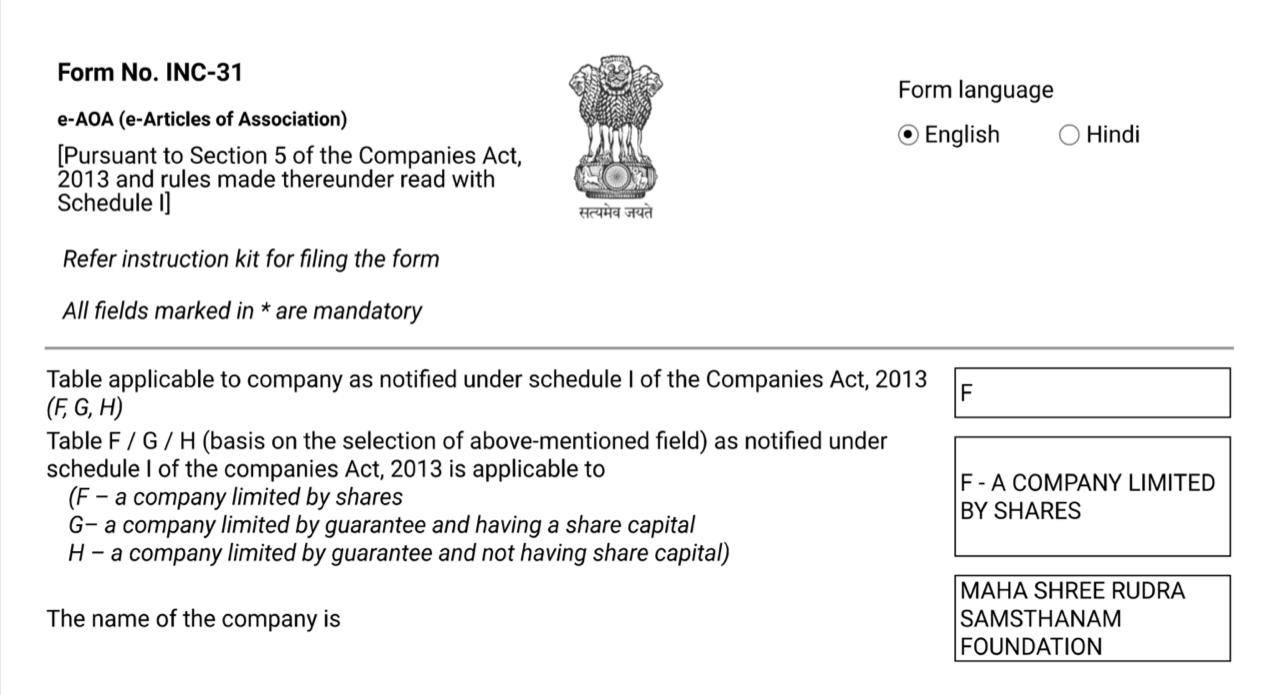 Form No. INC-31
e-AOA (e-Articles of Association)
[Pursuant to Section 5 of the Companies Act,
2013 and rules made thereunder read with
Schedule I]
Refer instruction kit for filing the form
All fields marked in * are mandatory
सत्यमेव जयते
Form language
English
Hindi
Table applicable to company as notified under schedule I of the Companies Act, 2013
(F, G, H)
F
Table F / G / H (basis on the selection of above-mentioned field) as notified under
schedule I of the companies Act, 2013 is applicable to
(F – a company limited by shares
G– a company limited by guarantee and having a share capital
H – a company limited by guarantee and not having share capital)
F - A COMPANY LIMITED
BY SHARES
The name of the company is
MAHA SHREE RUDRA
SAMSTHANAM
FOUNDATION